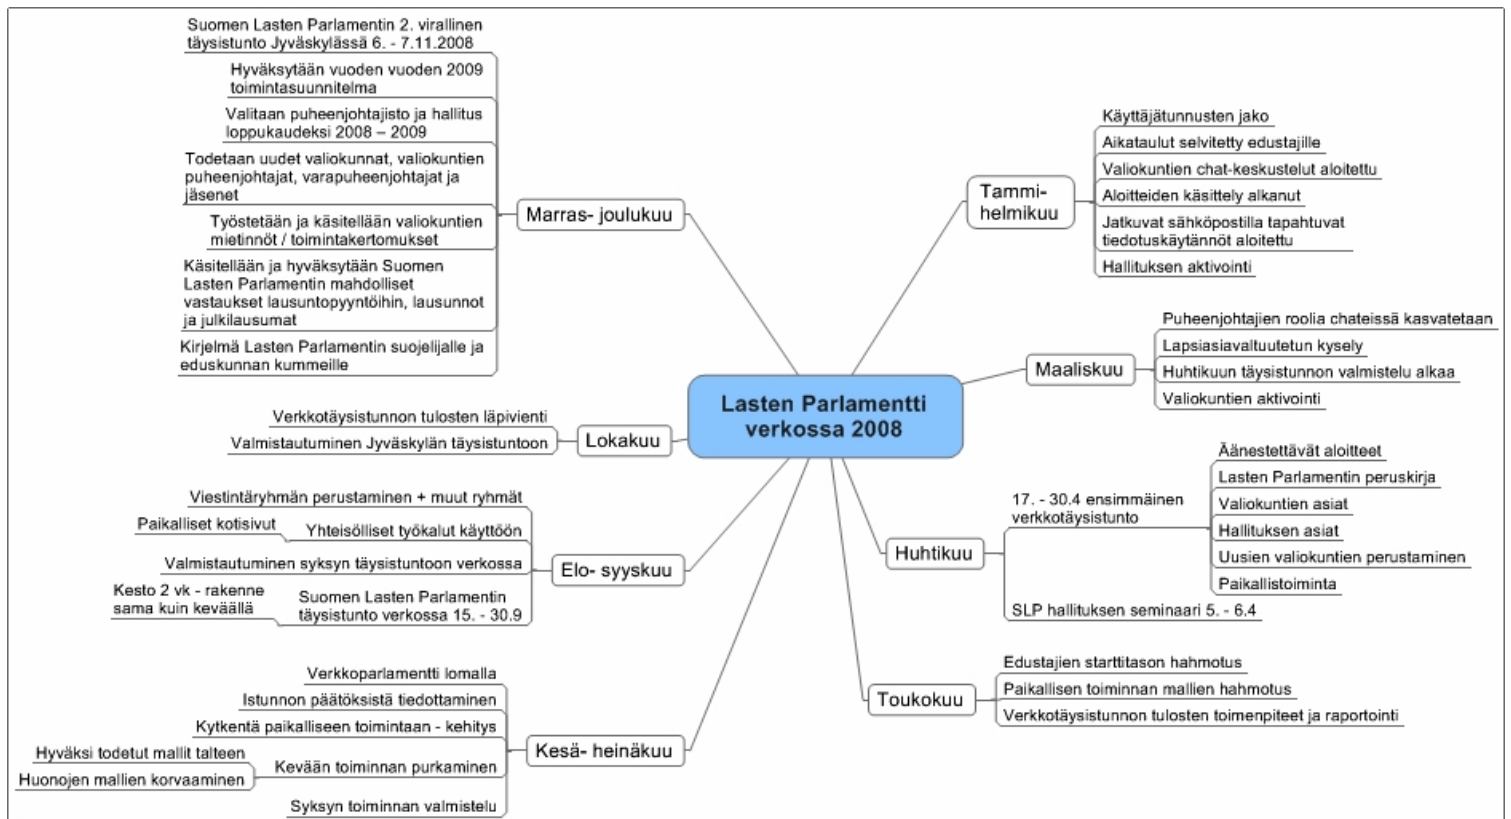 Lasten Parlamentti
verkossa 2008
Tammi-
helmikuu
Käyttäjätunnusten jako
Aikataulut selvitetty edustajille
Valiokuntien chat-keskustelut aloitettu
Aloitteiden käsittely alkanut
Jatkuvat sähköpostilla tapahtuvat
tiedotuskäytännöt aloitettu
Hallituksen aktivointi
Maaliskuu
Puheenjohtajien roolia chateissä kasvatetaan
Lapsiasiavaltuutetun kysely
Huhtikuun täysistunnon valmistelu alkaa
Valiokuntien aktivointi
Huhtikuu
17. - 30.4 ensimmäinen
verkkotäysistunto
Äänestettävät aloitteet
Lasten Parlamentin peruskirja
Valiokuntien asiat
Hallituksen asiat
Uusien valiokuntien perustaminen
Paikallistoiminta
SLP hallituksen seminaari 5. - 6.4
Toukokuu
Edustajien starttitason hahmotus
Paikallisen toiminnan mallien hahmotus
Verkkotäysistunnon tulosten toimenpiteet ja raportointi
Kesä- heinäkuu
Verkkoparlamentti lomalla
Istunnon päätöksistä tiedottaminen
Kytkentä paikalliseen toimintaan - kehitys
Kevään toiminnan purkaminen
Hyväksi todetut mallit talteen
Huonojen mallien korvaaminen
Syksyn toiminnan valmistelu
Elo- syyskuu
Viestintäryhmän perustaminen + muut ryhmät
Yhteisölliset työkalut käyttöön
Paikalliset kotisivut
Valmistautuminen syksyn täysistuntoon verkossa
Suomen Lasten Parlamentin
täysistunto verkossa 15. - 30.9
Kesto 2 vk - rakenne
sama kuin keväällä
Lokakuu
Verkkotäysistunnon tulosten läpivienti
Valmistautuminen Jyväskylän täysistuntoon
Marras- joulukuu
Suomen Lasten Parlamentin 2. virallinen
täysistunto Jyväskylässä 6. - 7.11.2008
Hyväksytään vuoden vuoden 2009
toimintasuunnitelma
Valitaan puheenjohtajisto ja hallitus
loppukaudeksi 2008 – 2009
Todetaan uudet valiokunnat, valiokuntien
puheenjohtajat, varapuheenjohtajat ja
jäsenet
Työstetään ja käsitellään valiokuntien
mietinnöt / toimintakertomukset
Käsitellään ja hyväksytään Suomen
Lasten Parlamentin mahdolliset
vastaukset lausuntopyyntöihin, lausunnot
ja julkilausumat
Kirjelmä Lasten Parlamentin suojelijalle ja
eduskunnan kummeille